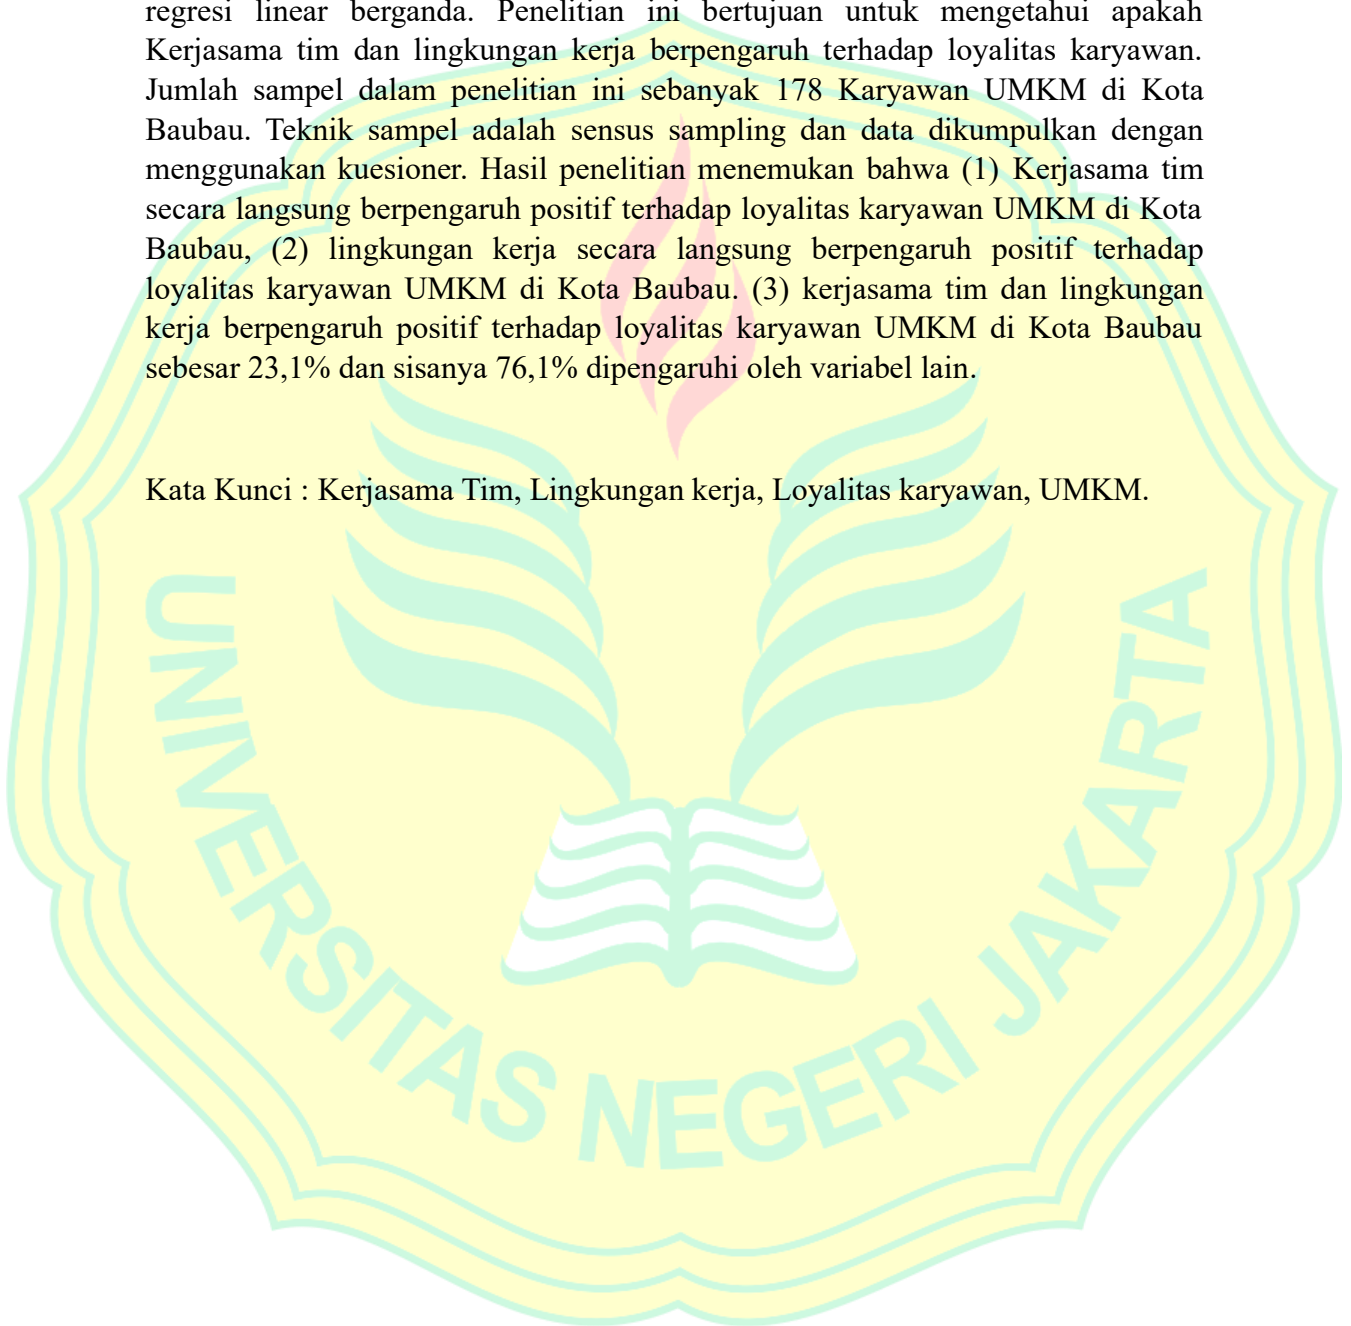 regresi linear berganda. Penelitian ini bertujuan untuk mengetahui apakah
Kerjasama tim dan lingkungan kerja berpengaruh terhadap loyalitas karyawan.
Jumlah sampel dalam penelitian ini sebanyak 178 Karyawan UMKM di Kota
Baubau. Teknik sampel adalah sensus sampling dan data dikumpulkan dengan
menggunakan kuesioner. Hasil penelitian menemukan bahwa (1) Kerjasama tim
secara langsung berpengaruh positif terhadap loyalitas karyawan UMKM di Kota
Baubau, (2) lingkungan kerja secara langsung berpengaruh positif terhadap
loyalitas karyawan UMKM di Kota Baubau. (3) kerjasama tim dan lingkungan
kerja berpengaruh positif terhadap loyalitas karyawan UMKM di Kota Baubau
sebesar 23,1% dan sisanya 76,1% dipengaruhi oleh variabel lain.
Kata Kunci : Kerjasama Tim, Lingkungan kerja, Loyalitas karyawan, UMKM.
UNIVERSITAS NEGERI JAKARTA